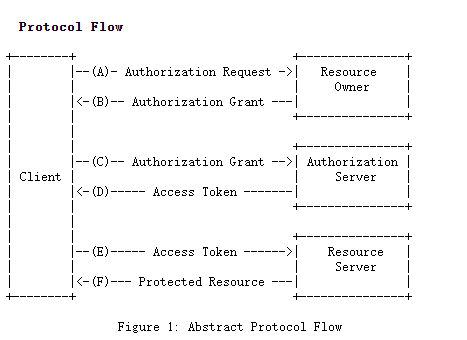 Protocol Flow
+--------+                               +---------------+
|        |--(A)- Authorization Request ->|   Resource    |
|        |                               |     Owner     |
|        |<-(B)-- Authorization Grant ---|               |
|        |                               +---------------+
|        |
|        |                               +---------------+
|        |--(C)-- Authorization Grant -->| Authorization |
| Client |                               |     Server    |
|        |<-(D)----- Access Token -------|               |
|        |                               +---------------+
|        |
|        |                               +---------------+
|        |--(E)----- Access Token ------>|    Resource   |
|        |                               |     Server    |
|        |<-(F)--- Protected Resource ---|               |
+--------+                               +---------------+
Figure 1: Abstract Protocol Flow